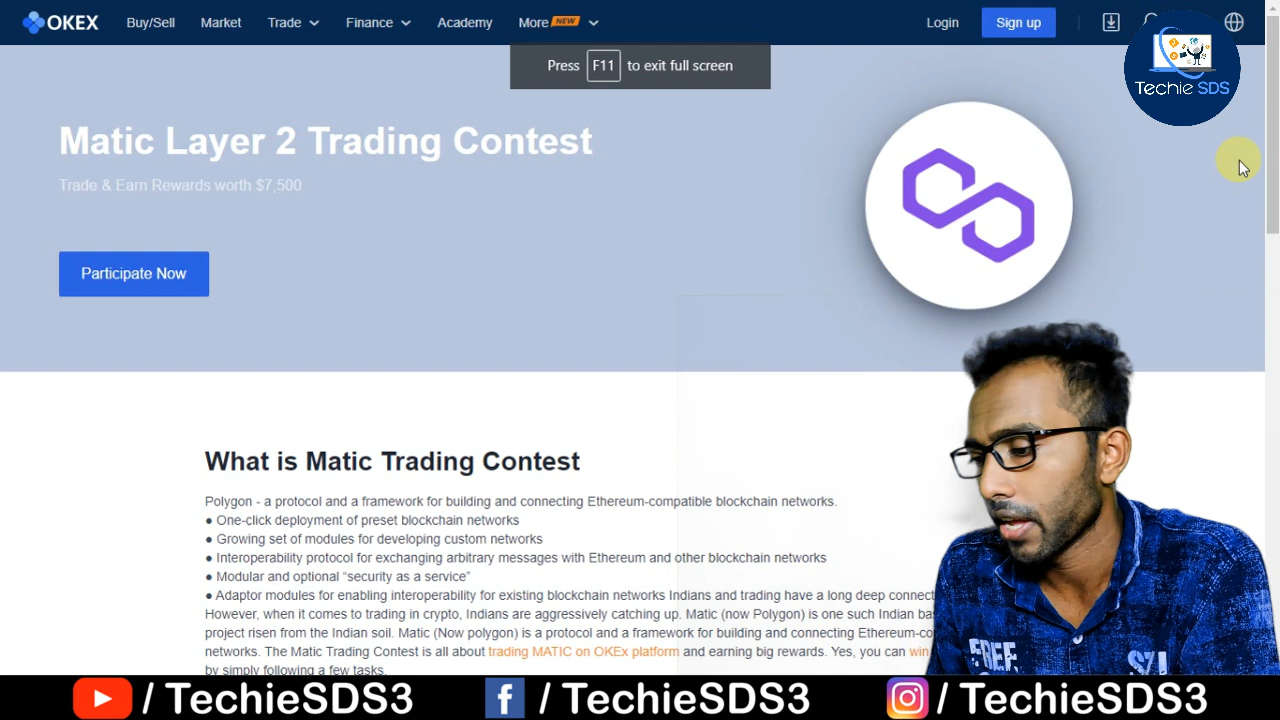 OKEX Buy/Sell Market Trade Finance Academy More NEW Login Sign up
Press F11 to exit full screen
Techie SDS
Matic Layer 2 Trading Contest
Trade & Earn Rewards worth $7,500
Participate Now
What is Matic Trading Contest
Polygon - a protocol and a framework for building and connecting Ethereum-compatible blockchain networks.
● One-click deployment of preset blockchain networks
● Growing set of modules for developing custom networks
● Interoperability protocol for exchanging arbitrary messages with Ethereum and other blockchain networks
● Modular and optional “security as a service”
● Adaptor modules for enabling interoperability for existing blockchain networks Indians and trading have a long deep
However, when it comes to trading in crypto, Indians are aggressively catching up. Matic (now Polygon) is one such Indian
project risen from the Indian soil. Matic (Now polygon) is a protocol and a framework for building and connecting
networks. The Matic Trading Contest is all about trading MATIC on OKEx platform and earning big rewards. Yes, you can win
by simply following a few tasks.
FREE
/ TechieSDS3 f / TechieSDS3 / TechieSDS3